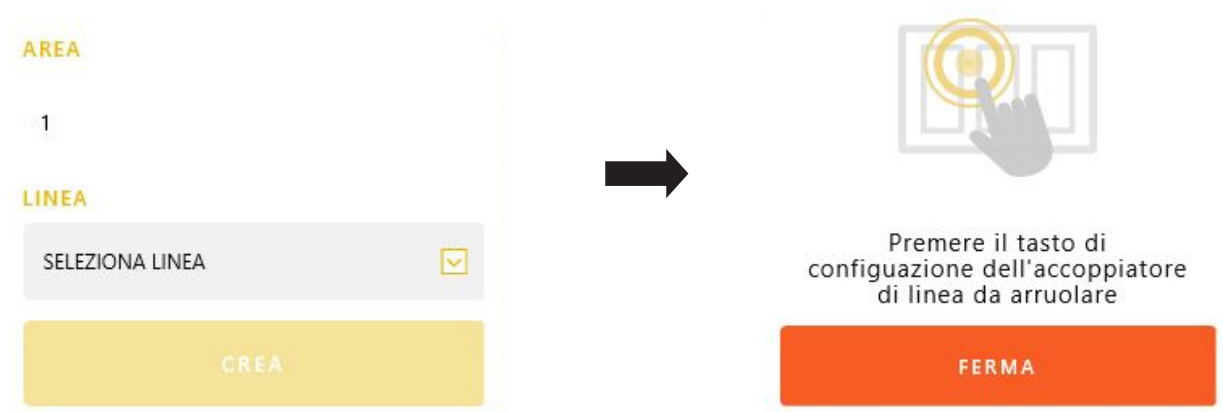 AREA
1
LINEA
SELEZIONA LINEA
CREA
Premere il tasto di
configuazione dell'accoppiatore
di linea da arruolare
FERMA